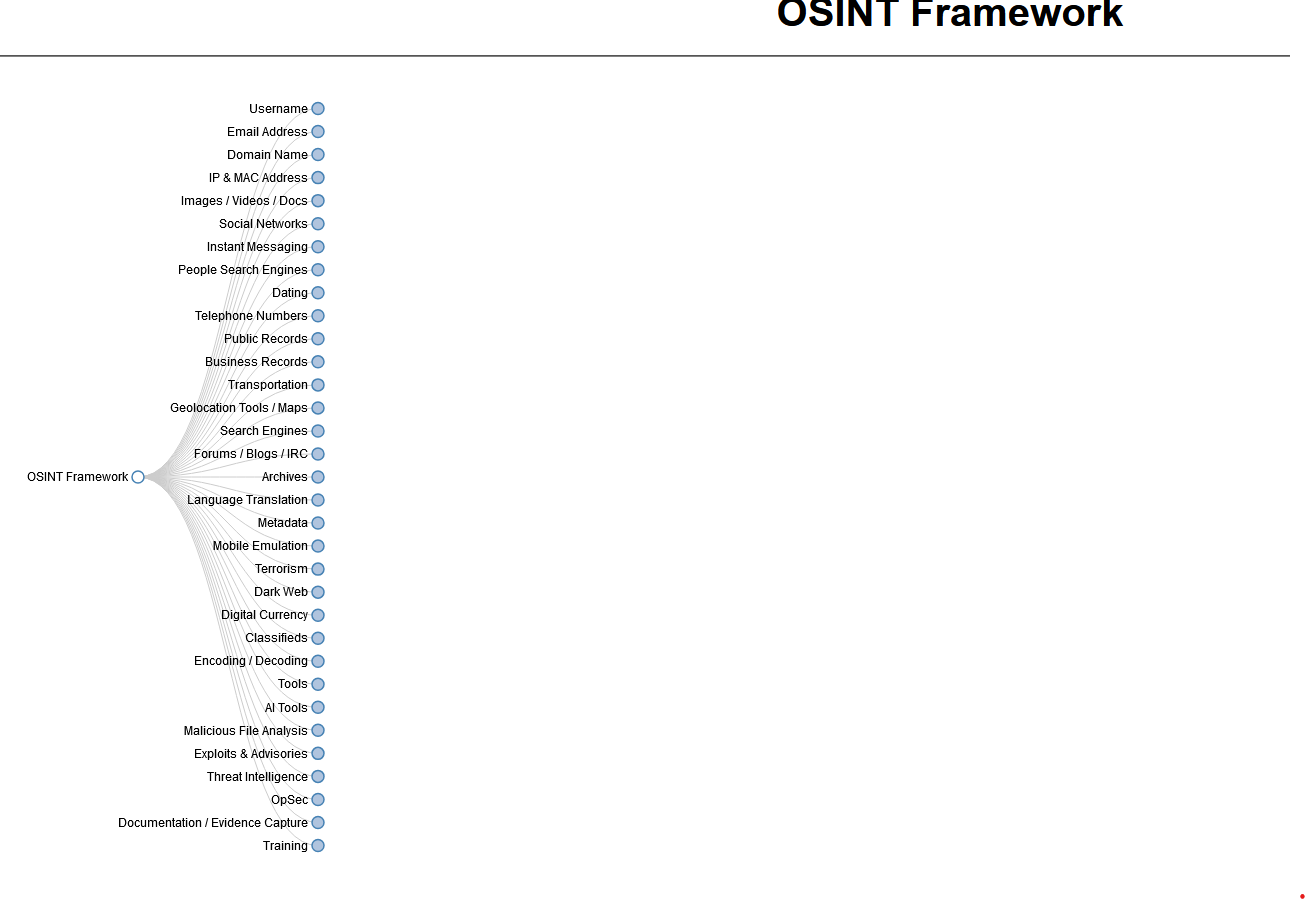 OSINT Framework
Username
Email Address
Domain Name
IP & MAC Address
Images / Videos / Docs
Social Networks
Instant Messaging
People Search Engines
Dating
Telephone Numbers
Public Records
Business Records
Transportation
Geolocation Tools / Maps
Search Engines
Forums / Blogs / IRC
OSINT Framework
Archives
Language Translation
Metadata
Mobile Emulation
Terrorism
Dark Web
Digital Currency
Classifieds
Encoding / Decoding
Tools
AI Tools
Malicious File Analysis
Exploits & Advisories
Threat Intelligence
OpSec
Documentation / Evidence Capture
Training